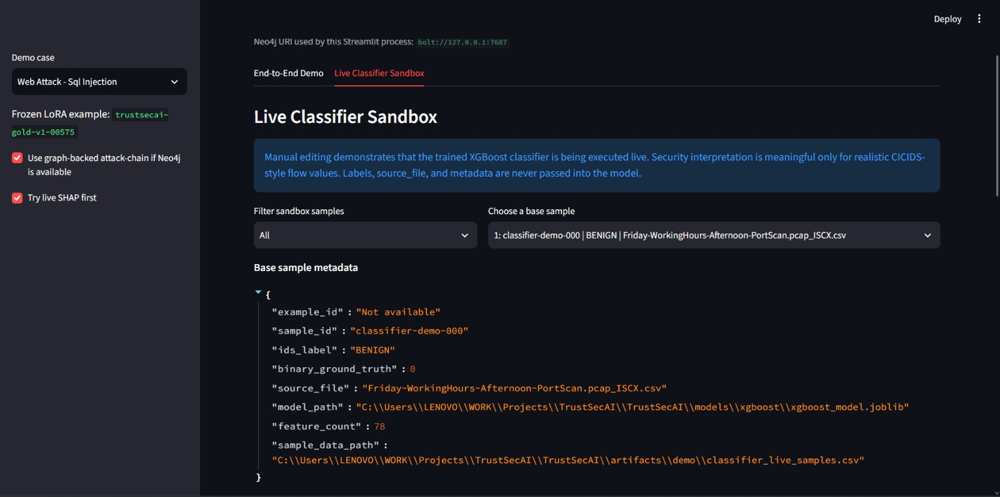 Deploy
Demo case
Web Attack - Sql Injection
Frozen LoRA example: trustsecai-
gold-v1-00575
Use graph-backed attack-chain if Neo4j
is available
Try live SHAP first
Neo4j URI used by this Streamlit process: bolt://127.0.0.1:7687
End-to-End Demo
Live Classifier Sandbox
Live Classifier Sandbox
Manual editing demonstrates that the trained XGBoost classifier is being executed live. Security interpretation is meaningful only for realistic CICIDS-
style flow values. Labels, source_file, and metadata are never passed into the model.
Filter sandbox samples
All
Choose a base sample
1: classifier-demo-000 | BENIGN | Friday-WorkingHours-Afternoon-PortScan.pcap_ISCX.csv
Base sample metadata
{
"example_id" : "Not available"
"sample_id" : "classifier-demo-000"
"ids_label" : "BENIGN"
"binary_ground_truth" : 0
"source_file" : "Friday-WorkingHours-Afternoon-PortScan.pcap_ISCX.csv"
"model_path" : "C:\\Users\\LENOVO\\WORK\\Projects\\TrustSecAI\\TrustSecAI\\models\\xgboost\\xgboost_model.joblib"
"feature_count" : 78
"sample_data_path" :
"C:\\Users\\LENOVO\\WORK\\Projects\\TrustSecAI\\TrustSecAI\\artifacts\\demo\\classifier_live_samples.csv"
}